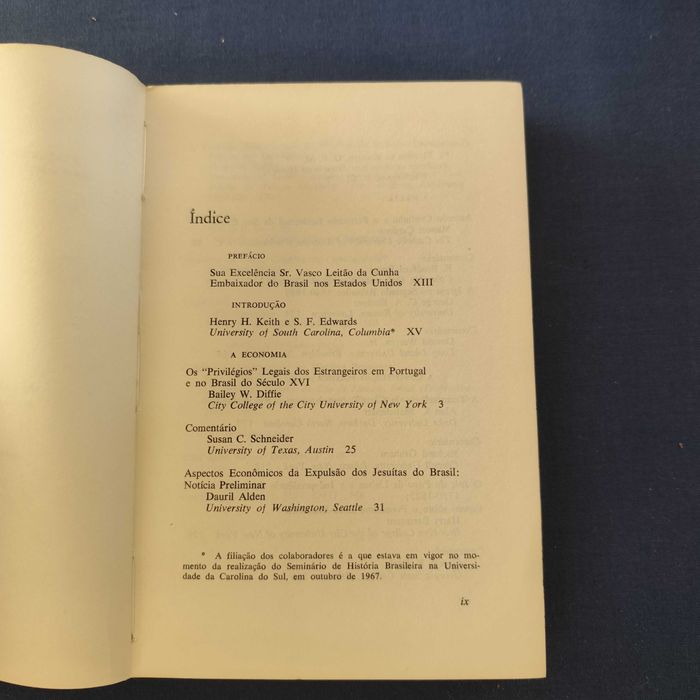 Índice
PREFÁCIO
Sua Excelência Sr. Vasco Leitão da Cunha
Embaixador do Brasil nos Estados Unidos XIII
INTRODUÇÃO
Henry H. Keith e S. F. Edwards
University of South Carolina, Columbia* XV
A ECONOMIA
Os "Privilégios" Legais dos Estrangeiros em Portugal
e no Brasil do Século XVI
Bailey W. Diffie
City College of the City University of New York 3
Comentário
Susan C. Schneider
University of Texas, Austin 25
Aspectos Econômicos da Expulsão dos Jesuítas do Brasil:
Notícia Preliminar
Dauril Alden
University of Washington, Seattle 31
* A filiação dos colaboradores é a que estava em vigor no mo-
mento da realização do Seminário de História Brasileira na Universi-
dade da Carolina do Sul, em outubro de 1967.
ix